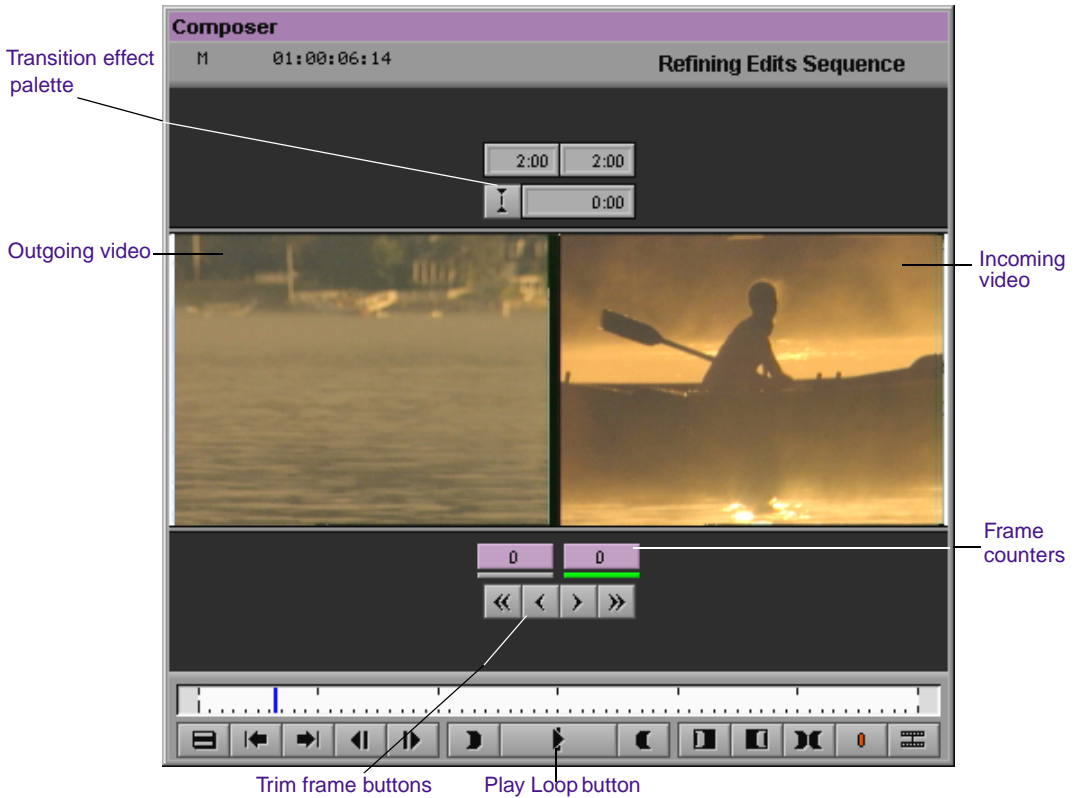 Composer
M 01:00:06:14 Refining Edits Sequence
Transition effect
palette
2:00 2:00
0:00
Outgoing video
Incoming
video
Frame
counters
0 0
0
Trim frame buttons Play Loop button